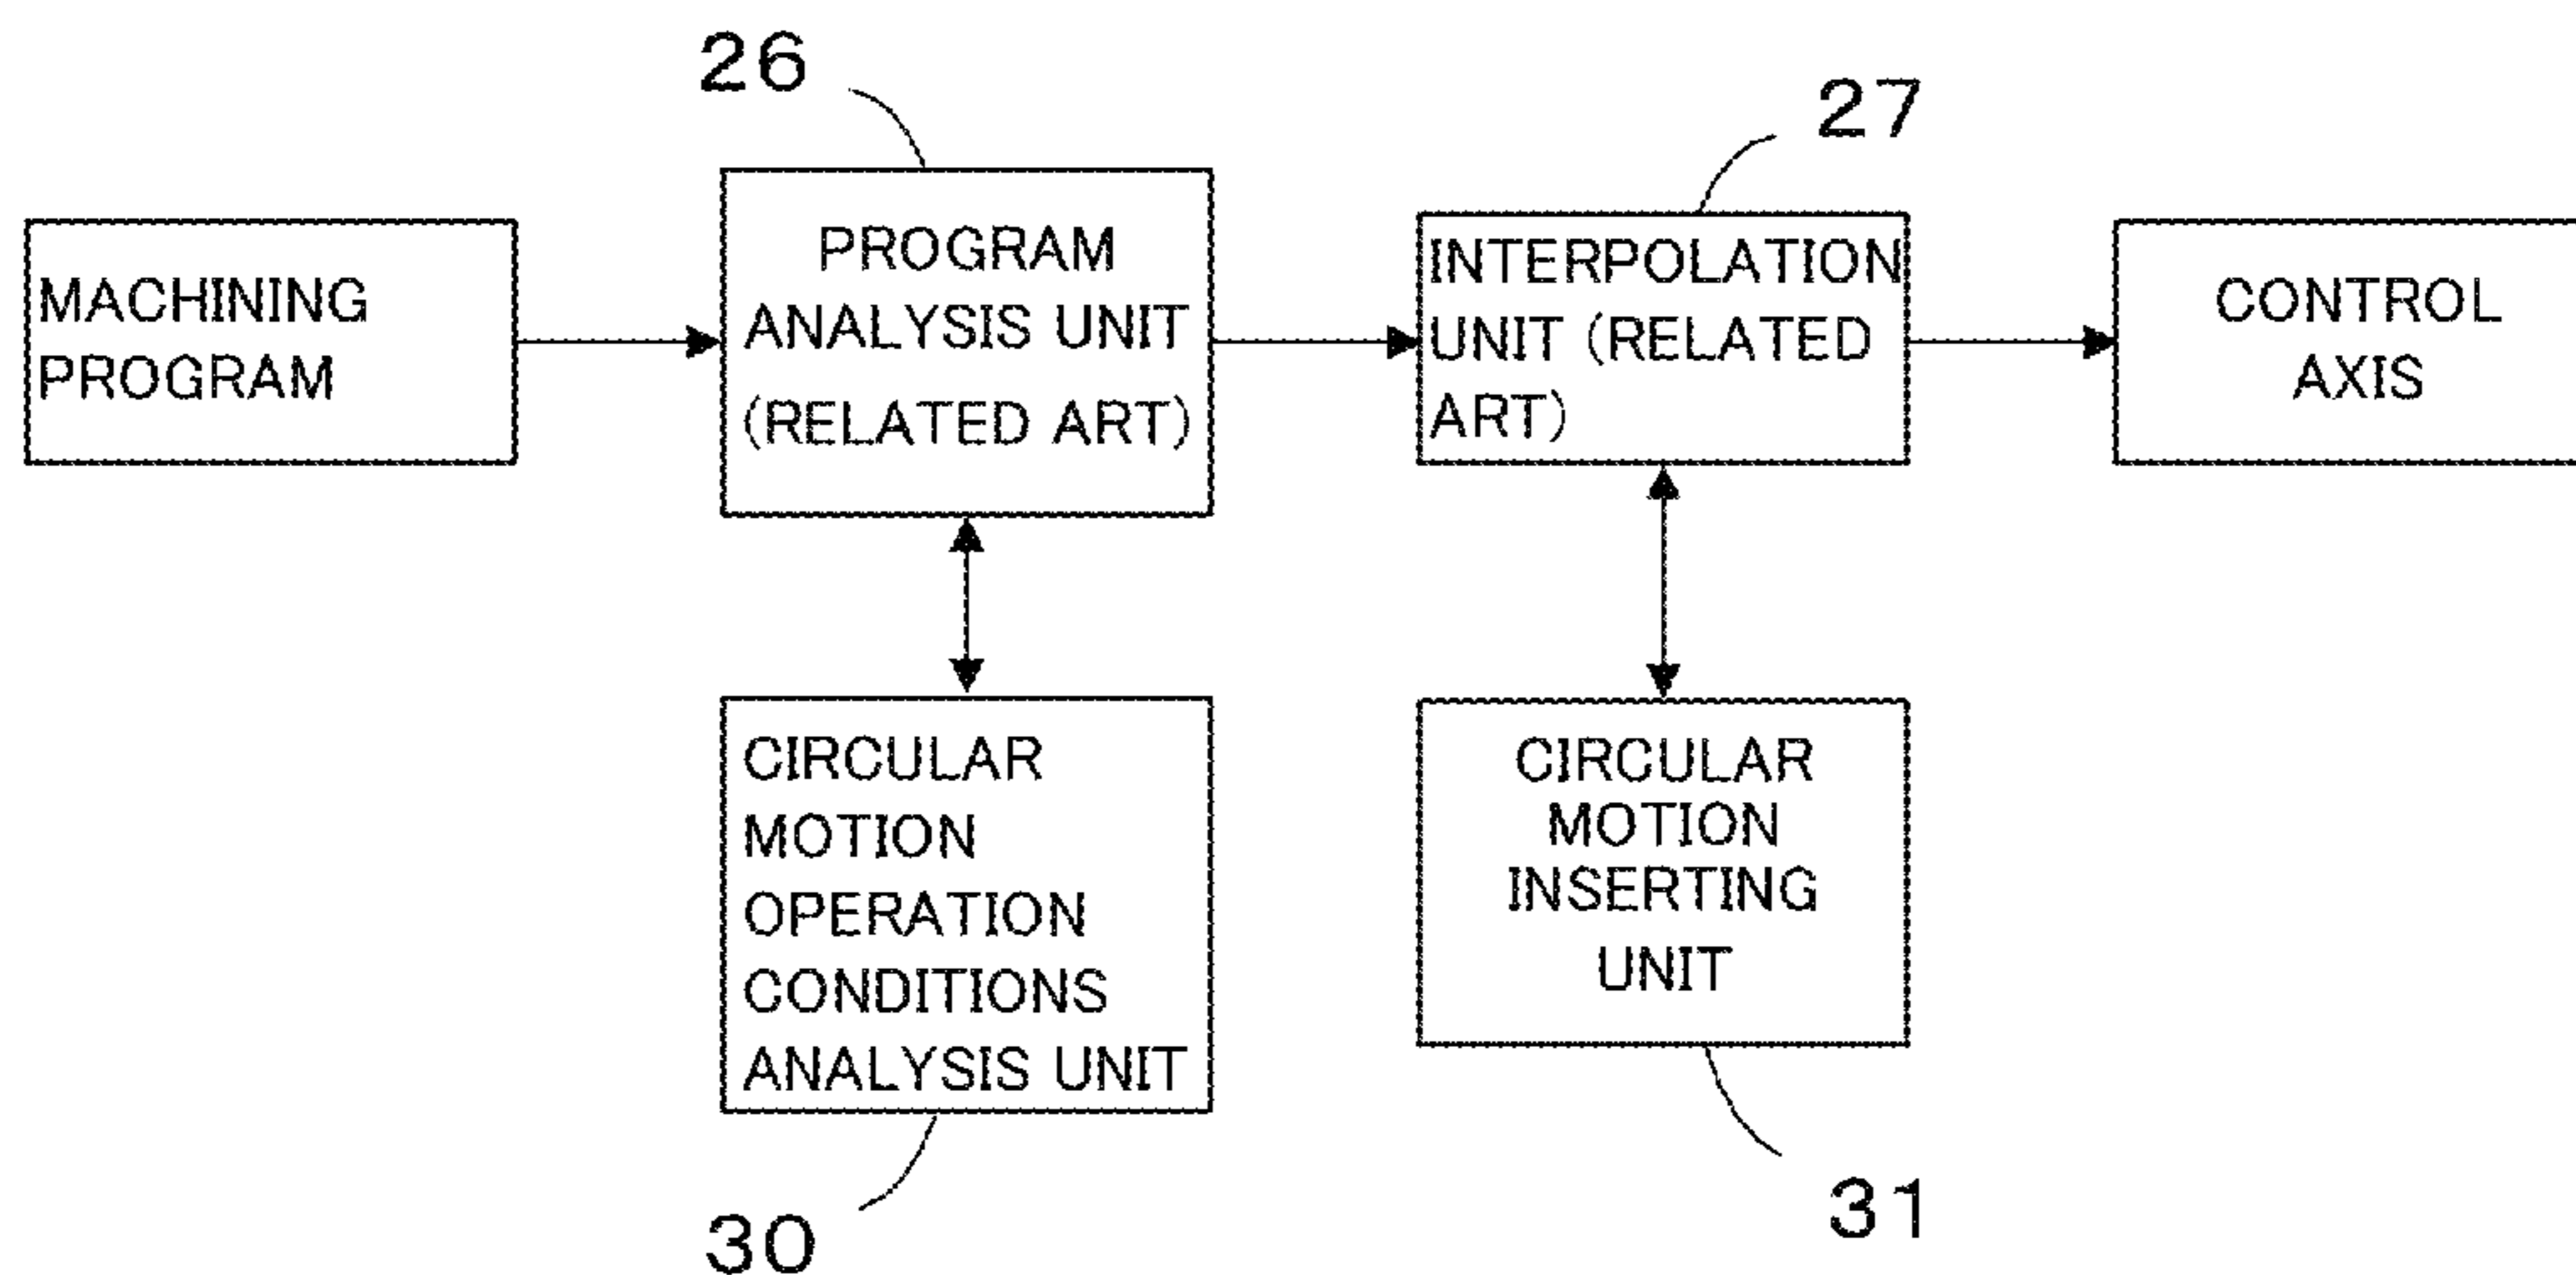 26
27
MACHINING
PROGRAM
PROGRAM
ANALYSIS UNIT
(RELATED ART)
INTERPOLATION
UNIT (RELATED
ART)
CONTROL
AXIS
CIRCULAR
MOTION
OPERATION
CONDITIONS
ANALYSIS UNIT
CIRCULAR
MOTION
INSERTING
UNIT
30
31